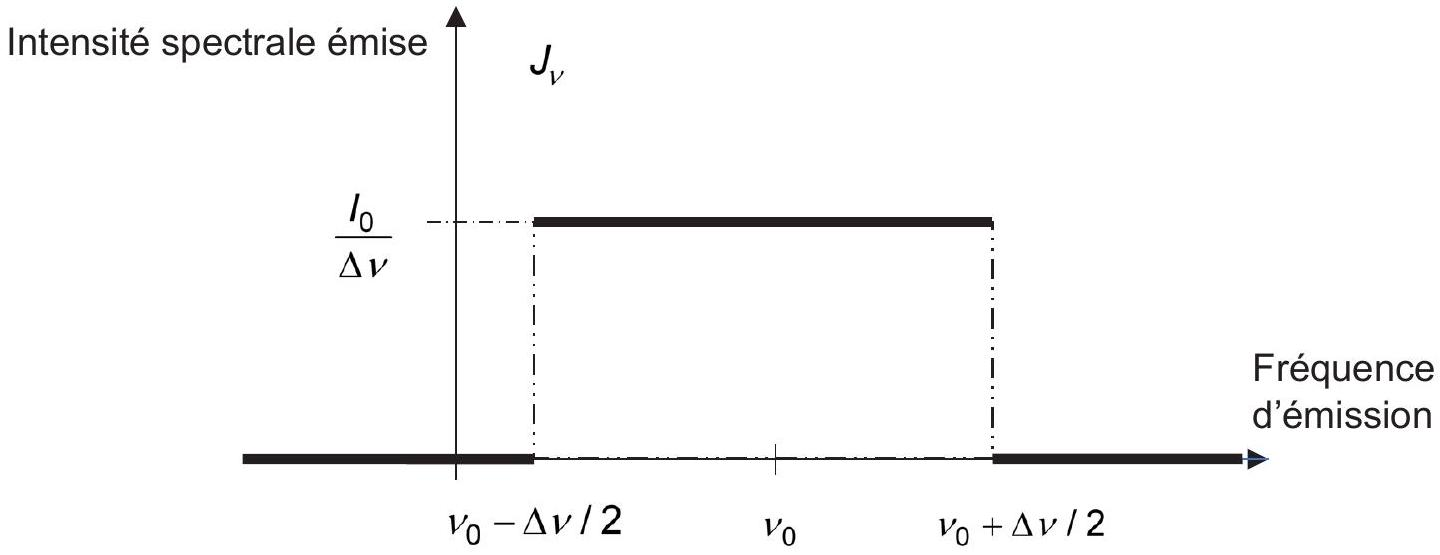 Intensité spectrale émise
J_ν
I_0
Δν
Fréquence
d’émission
ν_0 − Δν / 2
ν_0
ν_0 + Δν / 2